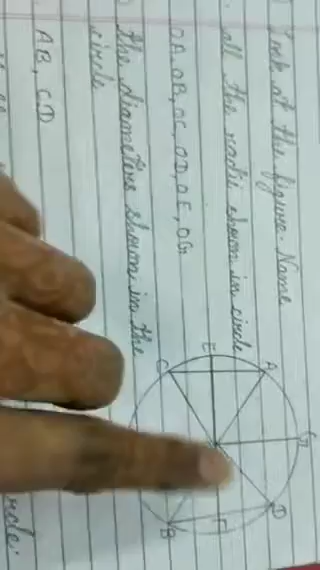 Look at the figure. Name
all the radii shown in circle
OA, OB, OC, OD, OE, OG
the diameters shown in the
circle
AB, CD
E
A
G
C
D
F
B
rcle: